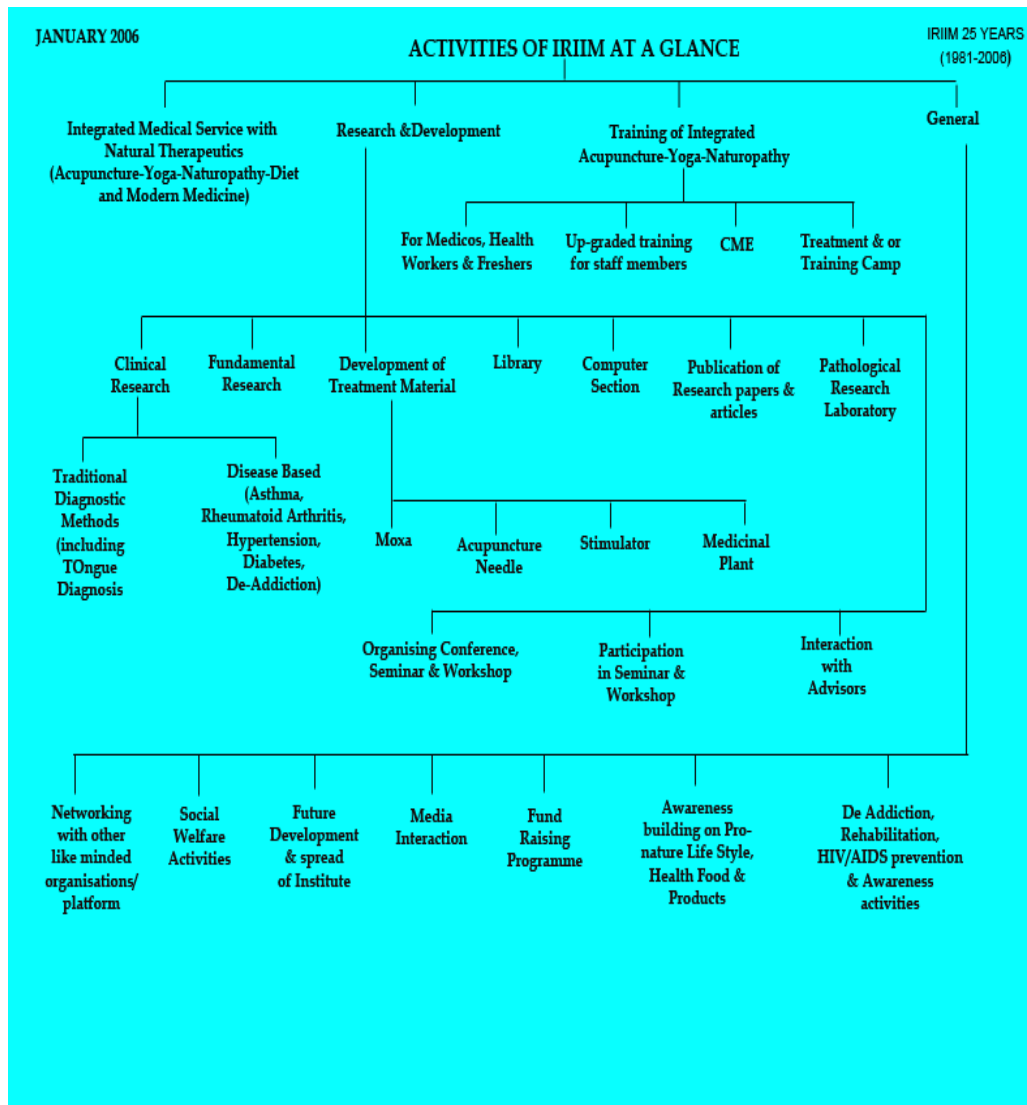 JANUARY 2006
ACTIVITIES OF IRIIM AT A GLANCE
IRIIM 25 YEARS
(1981-2006)
Integrated Medical Service with
Natural Therapeutics
(Acupuncture-Yoga-Naturopathy-Diet
and Modern Medicine)
Research &Development
Training of Integrated
Acupuncture-Yoga-Naturopathy
General
For Medicos, Health
Workers & Freshers
Up-graded training
for staff members
CME
Treatment & or
Training Camp
Clinical
Research
Fundamental
Research
Development of
Treatment Material
Library
Computer
Section
Publication of
Research papers &
articles
Pathological
Research
Laboratory
Traditional
Diagnostic
Methods
(including
TOngue
Diagnosis
Disease Based
(Asthma,
Rheumatoid Arthritis,
Hypertension,
Diabetes,
De-Addiction)
Moxa
Acupuncture
Needle
Stimulator
Medicinal
Plant
Organising Conference,
Seminar & Workshop
Participation
in Seminar &
Workshop
Interaction
with
Advisors
Networking
with other
like minded
organisations/
platform
Social
Welfare
Activities
Future
Development
& spread
of Institute
Media
Interaction
Fund
Raising
Programme
Awareness
building on Pro-
nature Life Style,
Health Food &
Products
De Addiction,
Rehabilitation,
HIV/AIDS prevention
& Awareness
activities